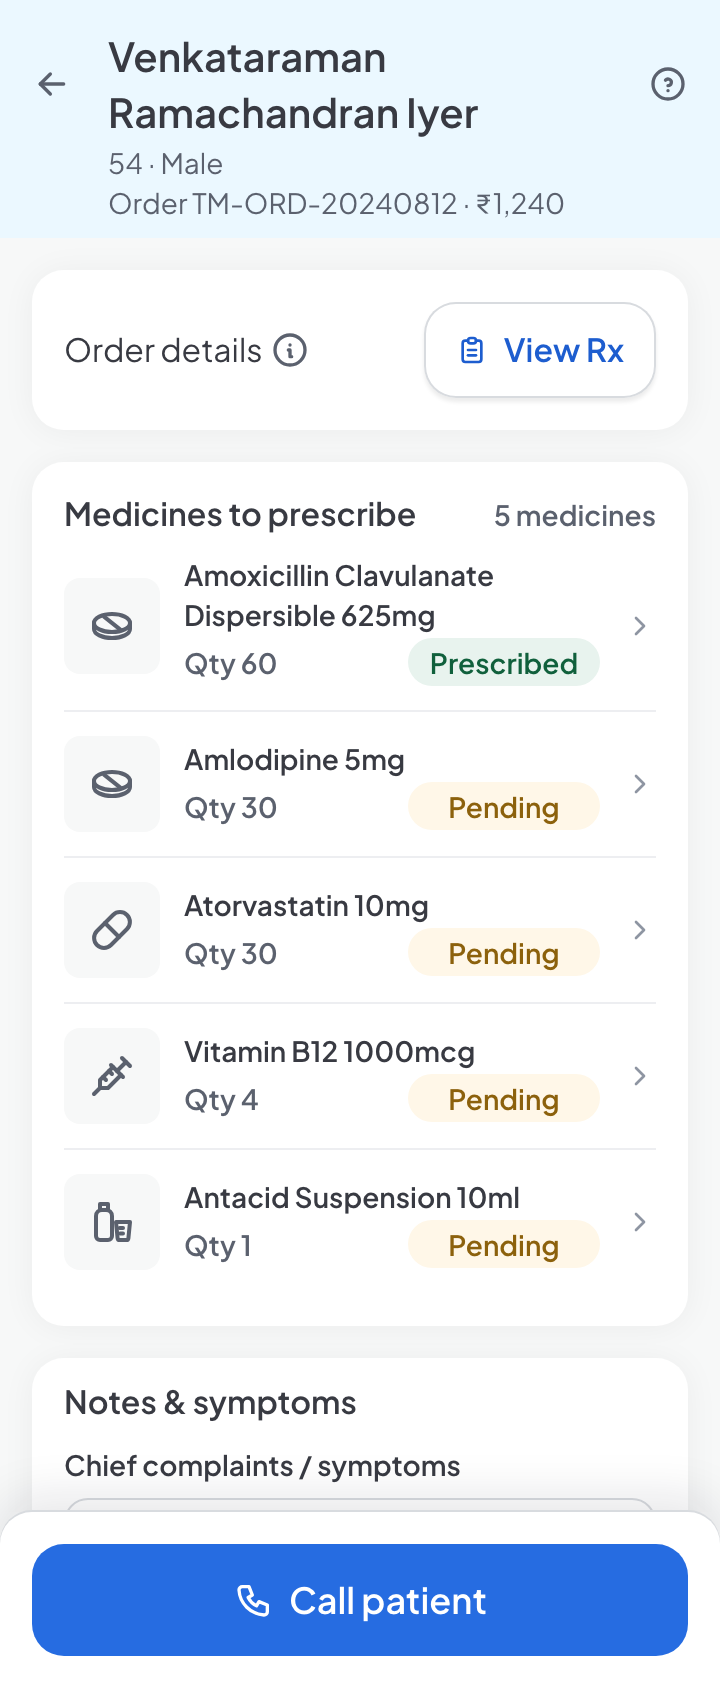 Venkataraman
Ramachandran Iyer
54 · Male
Order TM-ORD-20240812 · ₹1,240
Order details
View Rx
Medicines to prescribe
5 medicines
Amoxicillin Clavulanate
Dispersible 625mg
Qty 60
Prescribed
Amlodipine 5mg
Qty 30
Pending
Atorvastatin 10mg
Qty 30
Pending
Vitamin B12 1000mcg
Qty 4
Pending
Antacid Suspension 10ml
Qty 1
Pending
Notes & symptoms
Chief complaints / symptoms
Call patient